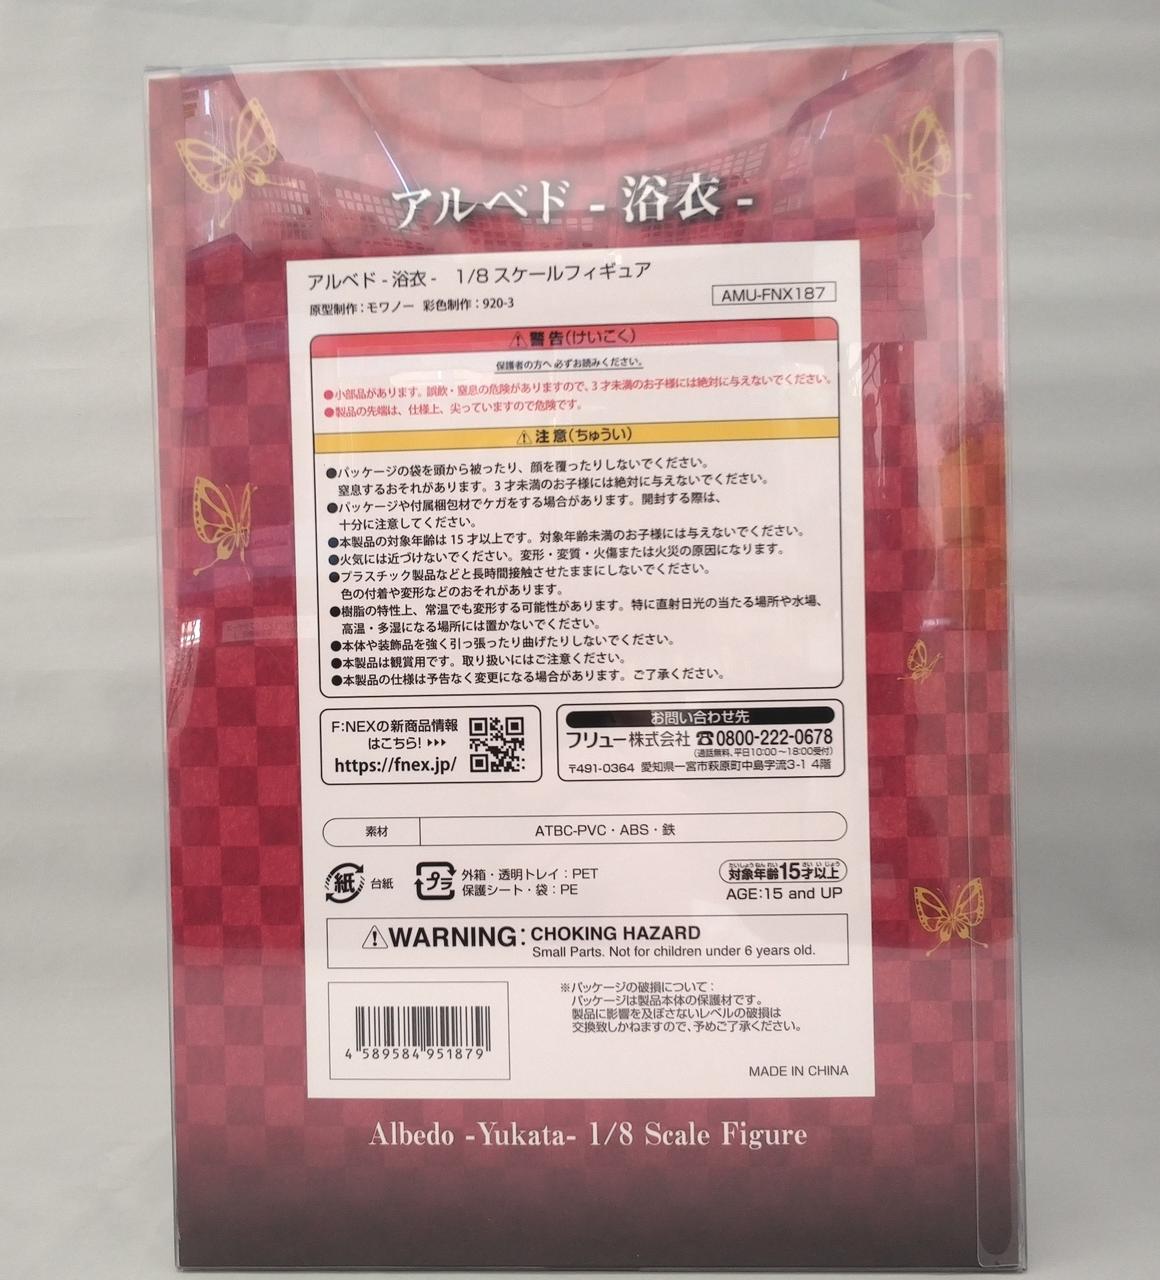 アルベド - 浴衣 -
アルベド - 浴衣 - 1/8 スケールフィギュア
原型制作：モワノー 彩色制作：920-3
AMU-FNX187
警告(けいこく)
保護者の方へ 必ずお読みください。
●小部品があります。誤飲・窒息の危険がありますので、3才未満のお子様には絶対に与えないでください。
●製品の先端は、仕様上、尖っていますので危険です。
注意(ちゅうい)
●パッケージの袋を頭から被ったり、顔を覆ったりしないでください。
窒息するおそれがあります。3才未満のお子様には絶対に与えないでください。
●パッケージや付属梱包材でケガをする場合があります。開封する際は、
十分に注意してください。
●本製品の対象年齢は15才以上です。対象年齢未満のお子様には与えないでください。
●火気には近づけないでください。変形・変質・火傷または火災の原因になります。
●プラスチック製品などと長時間接触させたままにしないでください。
色の付着や変形などのおそれがあります。
●樹脂の特性上、常温でも変形する可能性があります。特に直射日光の当たる場所や水場、
高温・多湿になる場所には置かないでください。
●本体や装飾品を強く引っ張ったり曲げたりしないでください。
●本製品は観賞用です。取り扱いにはご注意ください。
●本製品の仕様は予告なく変更になる場合があります。ご了承ください。
F:NEXの新商品情報
はこちら!
https://fnex.jp/
お問い合わせ先
フリュー株式会社 ☎0800-222-0678
(通話無料、平日10:00～18:00受付)
〒491-0364 愛知県一宮市萩原町中島字流3-1 4階
素材 ATBC-PVC・ABS・鉄
紙 台紙
プラ 外箱・透明トレイ：PET
保護シート・袋：PE
たいしょうねんれい さい いじょう
対象年齢15才以上
AGE:15 and UP
WARNING: CHOKING HAZARD
Small Parts. Not for children under 6 years old.
4 589584 951879
※パッケージの破損について：
パッケージは製品本体の保護材です。
製品に影響を及ぼさないレベルの破損は
交換致しかねますので、予めご了承ください。
MADE IN CHINA
Albedo -Yukata- 1/8 Scale Figure